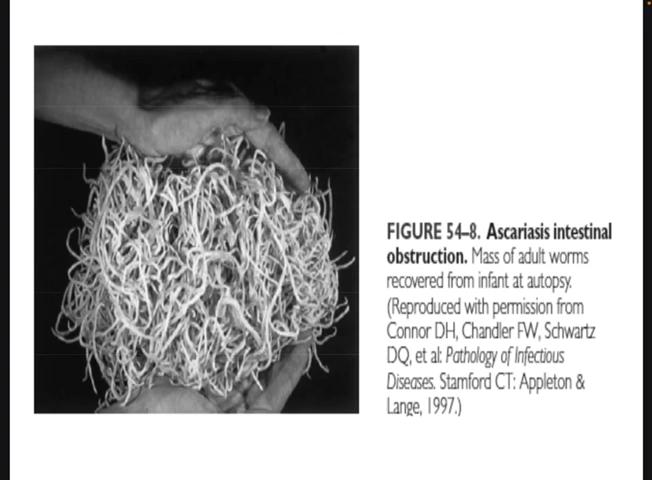 FIGURE 54–8. Ascariasis intestinal
obstruction. Mass of adult worms
recovered from infant at autopsy.
(Reproduced with permission from
Connor DH, Chandler FW, Schwartz
DQ, et al: Pathology of Infectious
Diseases. Stamford CT: Appleton &
Lange, 1997.)